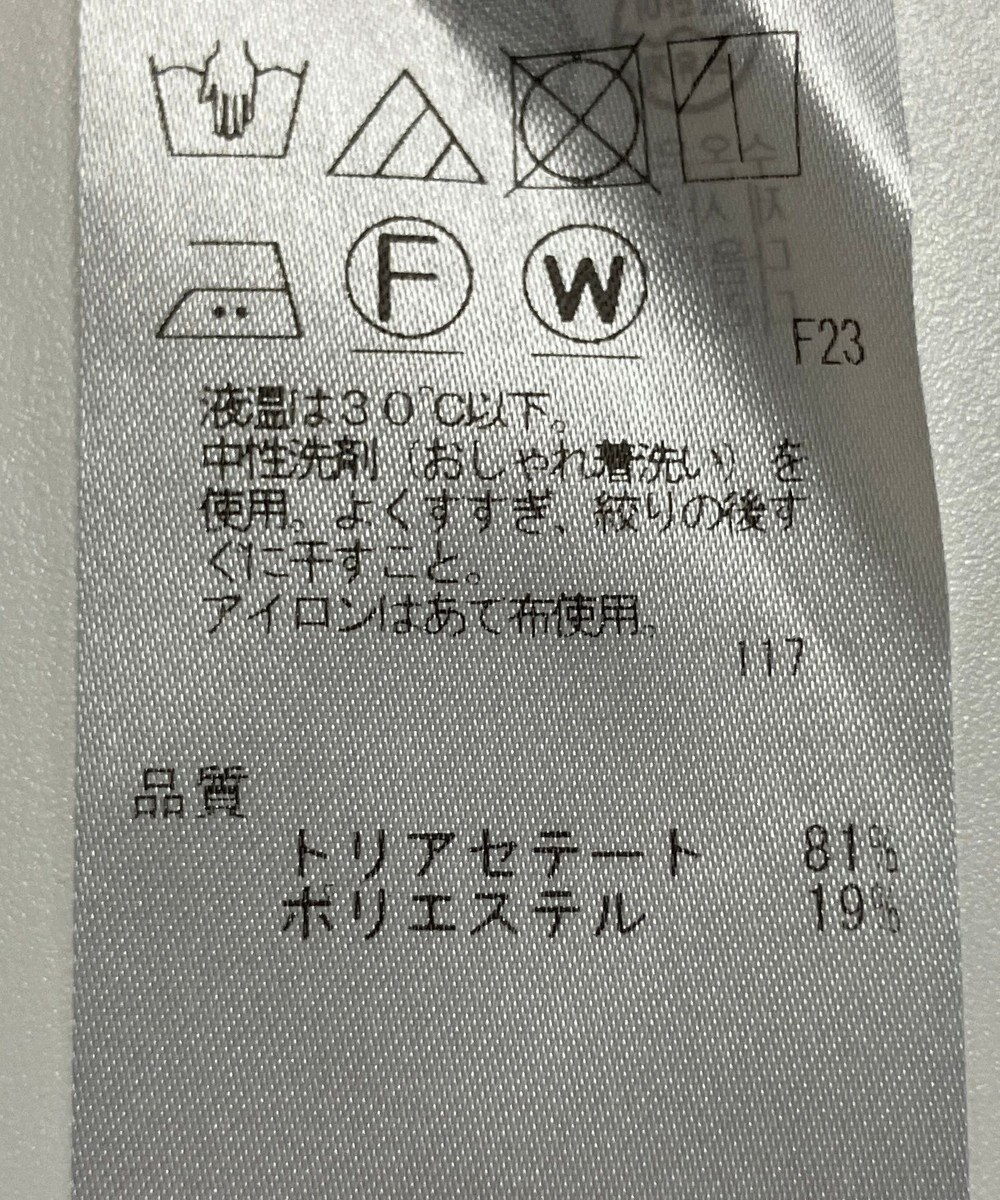 F
W
F23
液温は30℃以下。
中性洗剤（おしゃれ着洗い）を
使用。よくすすぎ、絞りの後す
ぐに干すこと。
アイロンはあて布使用。
117
品質
トリアセテート 81%
ポリエステル 19%